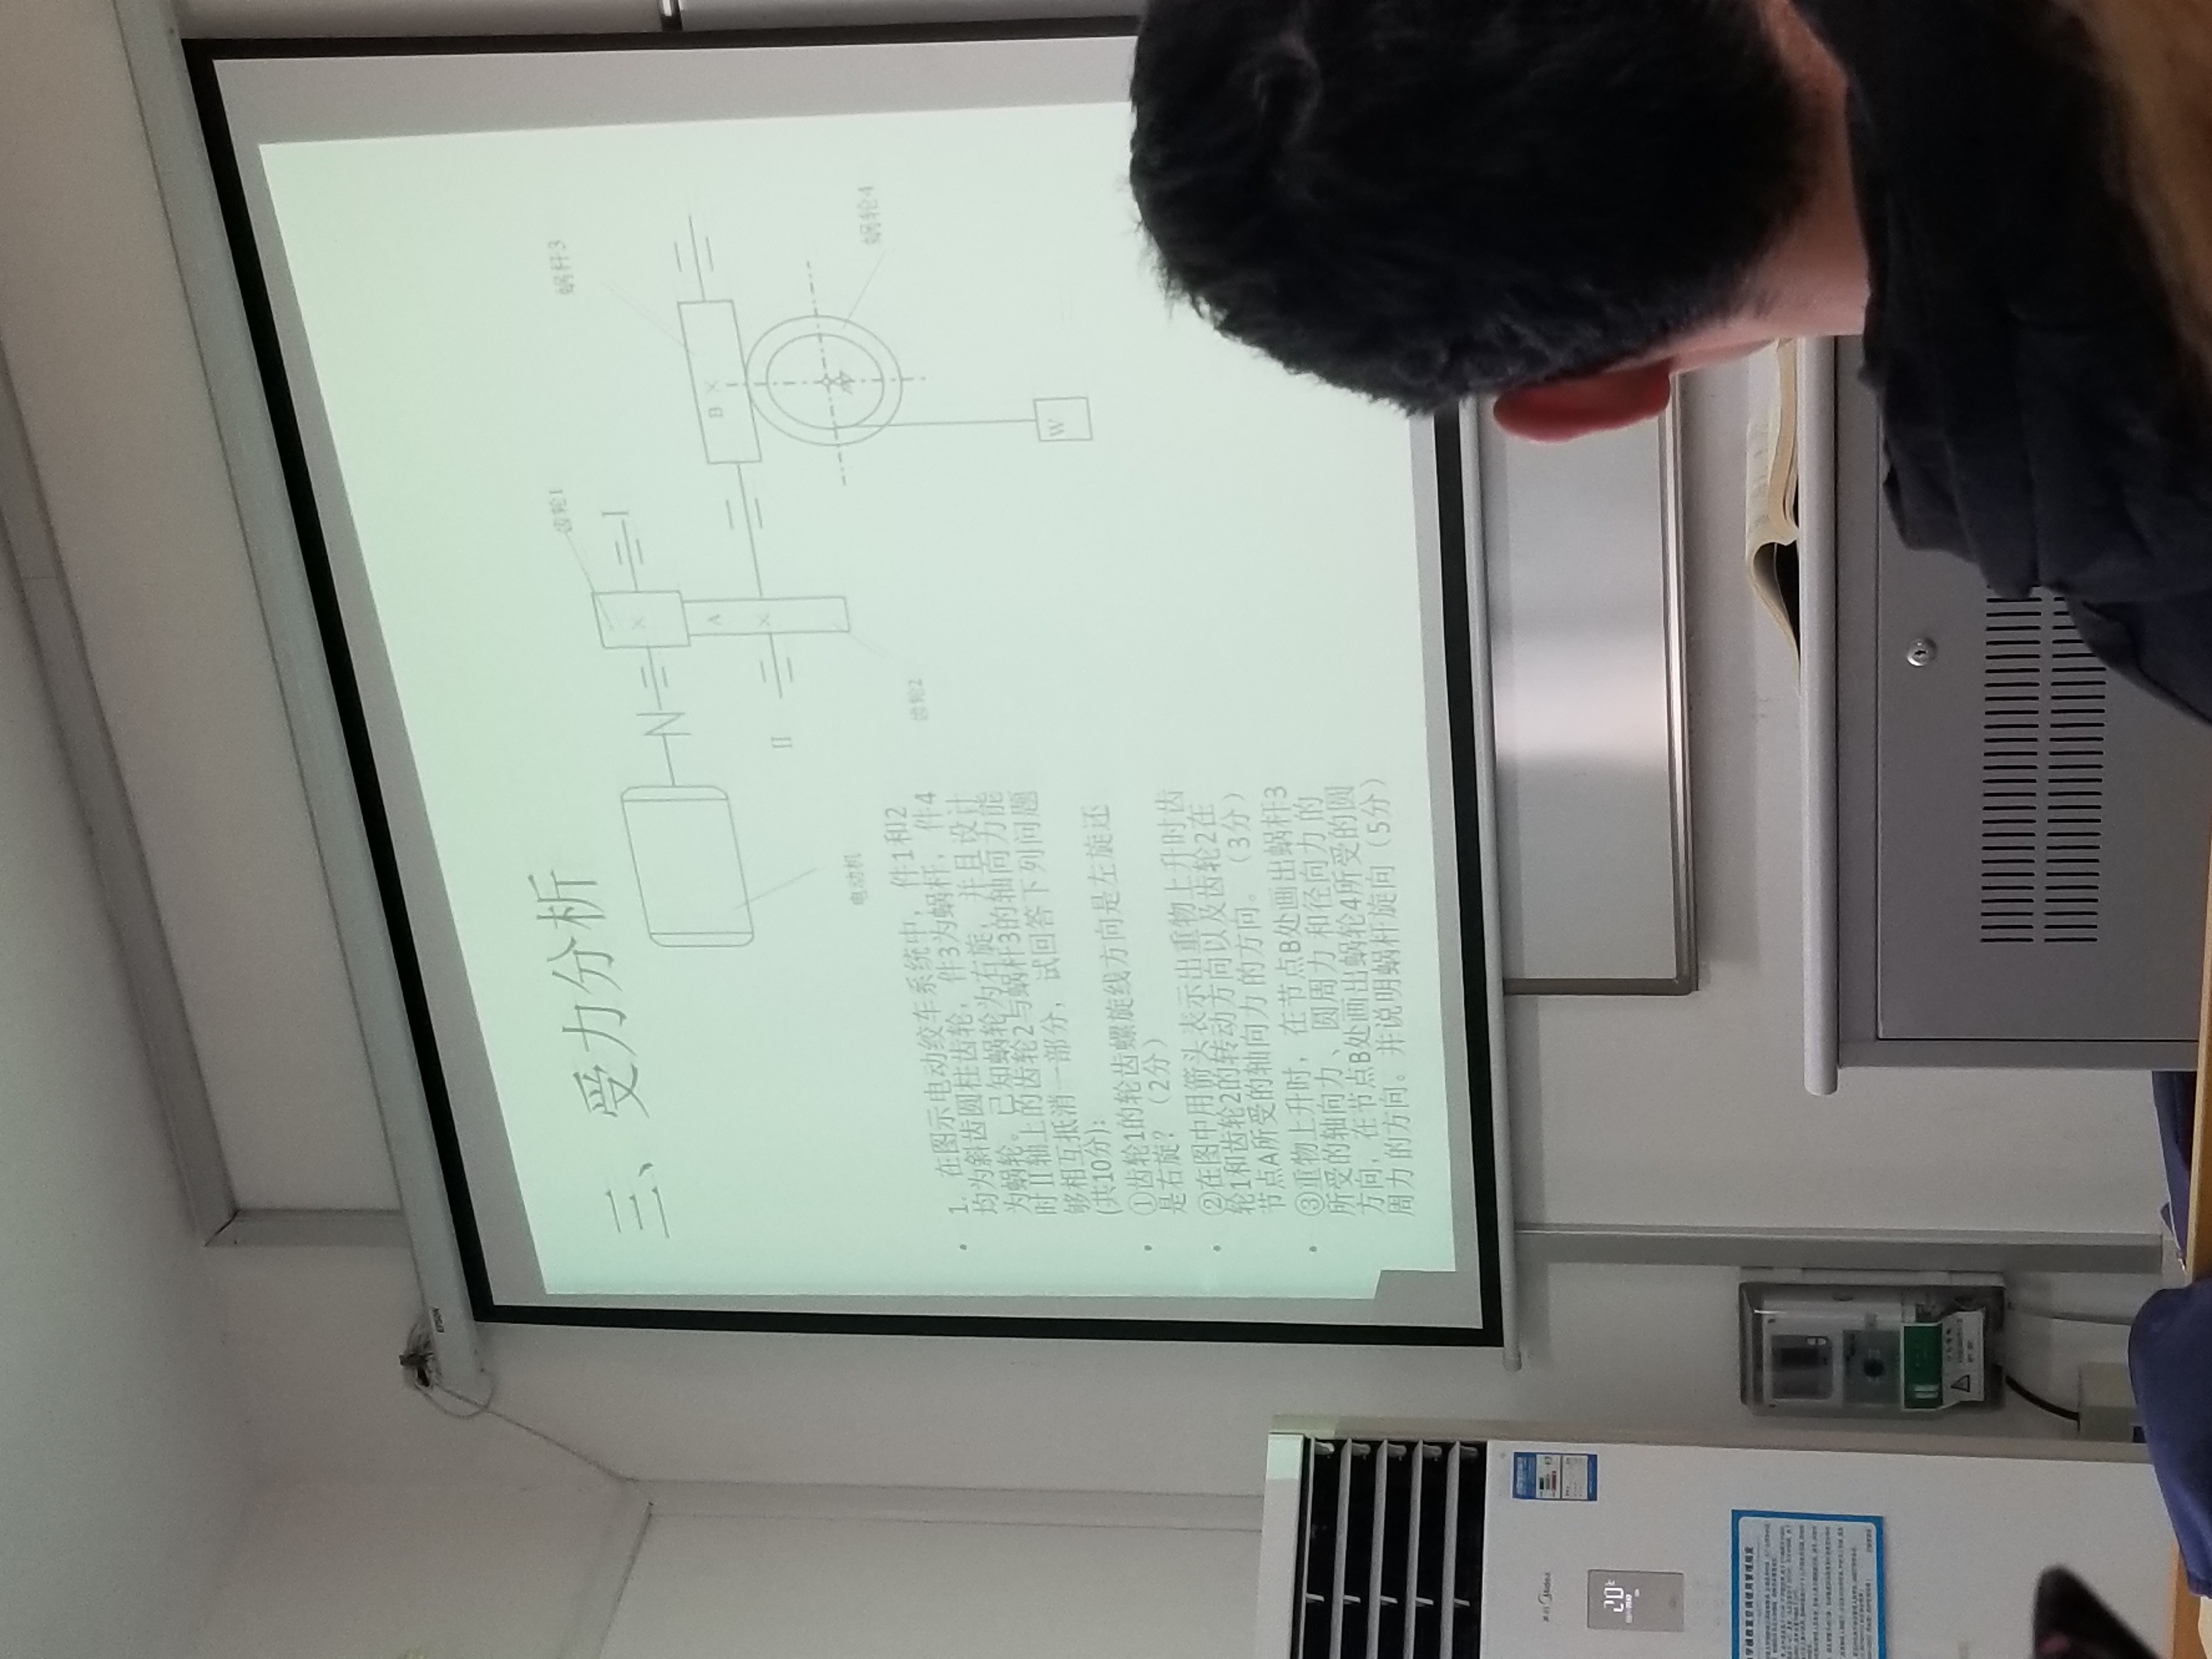 EPSON
三、受力分析
齿轮1
蜗杆3
N
I
A
B
II
电动机
齿轮2
蜗轮4
W
• 1. 在图示电动绞车系统中，件1和2
均为斜齿圆柱齿轮，件3为蜗杆，件4
为蜗轮。已知蜗轮为右旋，并且设计
时Ⅱ轴上的齿轮2与蜗杆3的轴向力能
够相互抵消一部分，试回答下列问题
(共10分)：
• ①齿轮1的轮齿螺旋线方向是左旋还
是右旋？（2分）
• ②在图中用箭头表示出重物上升时齿
轮1和齿轮2的转动方向以及齿轮2在
节点A所受的轴向力 的方向。（3分）
• ③重物上升时，在节点B处画出蜗杆3
所受的轴向力 、圆周力 和径向力 的
方向，在节点B处画出蜗轮4所受的圆
周力 的方向。并说明蜗杆旋向（5分）
Midea
20